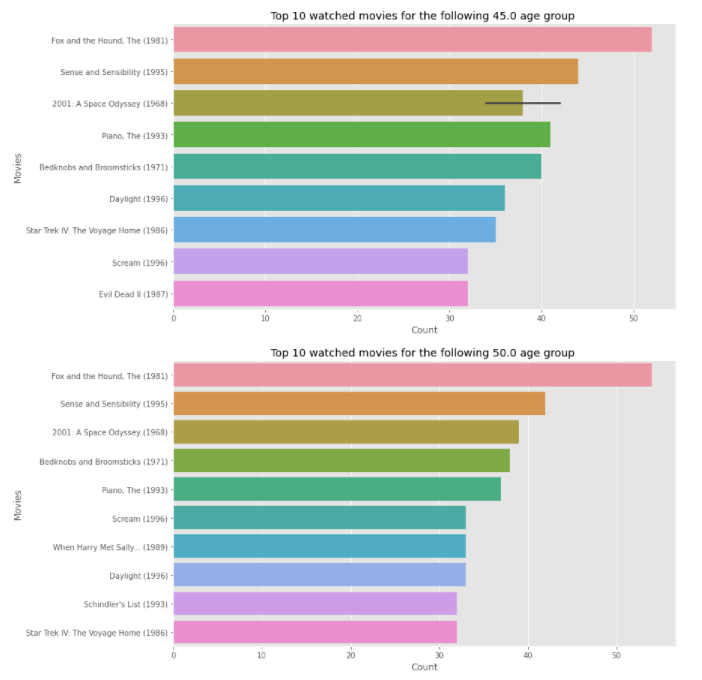 Top 10 watched movies for the following 45.0 age group
Fox and the Hound, The (1981)
Sense and Sensibility (1995)
2001: A Space Odyssey (1968)
Piano, The (1993)
Bedknobs and Broomsticks (1971)
Daylight (1996)
Star Trek IV: The Voyage Home (1986)
Scream (1996)
Evil Dead II (1987)
Movies
0 10 20 30 40 50
Count
Top 10 watched movies for the following 50.0 age group
Fox and the Hound, The (1981)
Sense and Sensibility (1995)
2001: A Space Odyssey (1968)
Bedknobs and Broomsticks (1971)
Piano, The (1993)
Scream (1996)
When Harry Met Sally... (1989)
Daylight (1996)
Schindler's List (1993)
Star Trek IV: The Voyage Home (1986)
Movies
0 10 20 30 40 50
Count